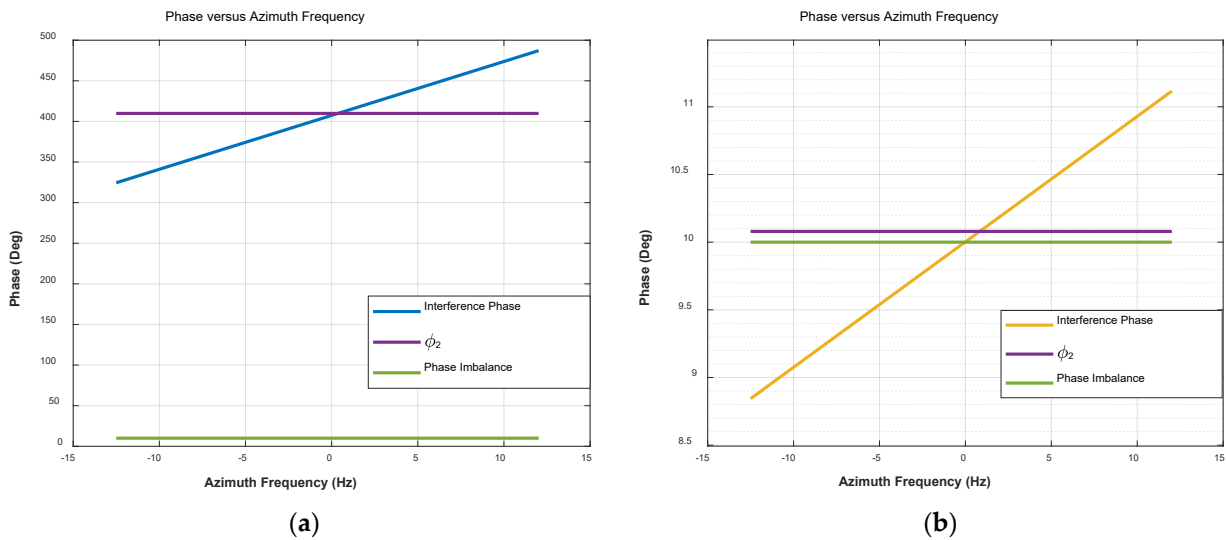 Phase versus Azimuth Frequency
500
450
400
350
300
250
200
150
100
50
0
-15
-10
-5
0
5
10
15
Phase (Deg)
Azimuth Frequency (Hz)
Interference Phase
ϕ₂
Phase Imbalance
(a)
Phase versus Azimuth Frequency
11
10.5
10
9.5
9
8.5
-15
-10
-5
0
5
10
15
Phase (Deg)
Azimuth Frequency (Hz)
Interference Phase
ϕ₂
Phase Imbalance
(b)